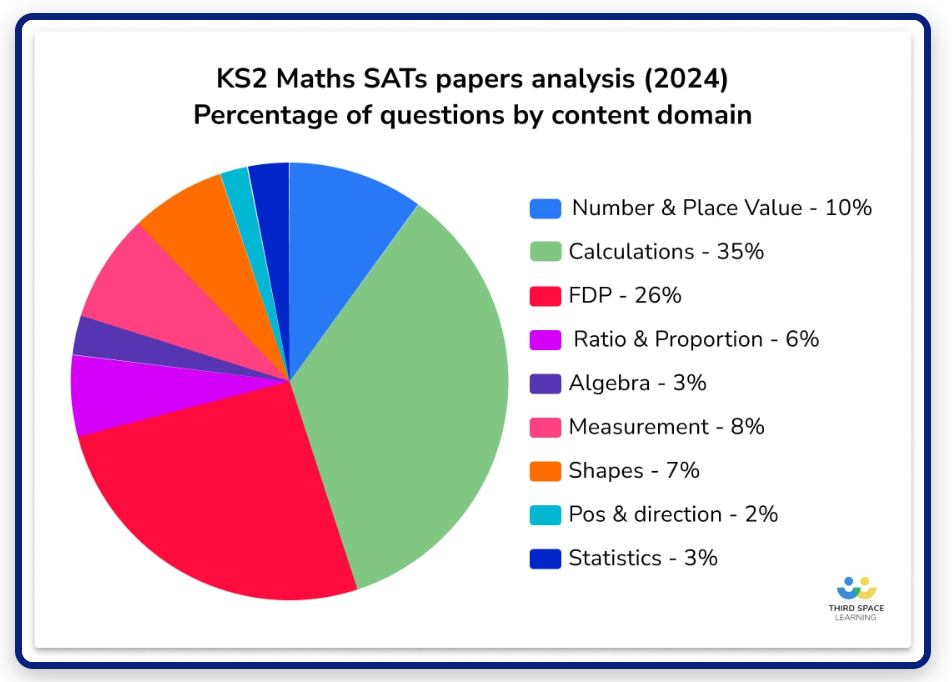 KS2 Maths SATs papers analysis (2024)
Percentage of questions by content domain
Number & Place Value - 10%
Calculations - 35%
FDP - 26%
Ratio & Proportion - 6%
Algebra - 3%
Measurement - 8%
Shapes - 7%
Pos & direction - 2%
Statistics - 3%
THIRD SPACE
LEARNING